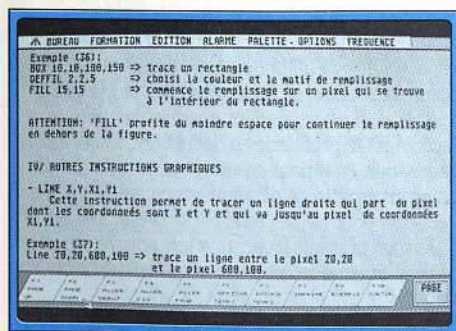 BUREAU FORMATION EDITION ALARME PALETTE-OPTIONS FREQUENCE
Exemple (36):
BOX 10,10,100,150 => trace un rectangle
DEFFIL 2,2,5 => choisi la couleur et le motif de remplissage
FILL 15,15 => commence le remplissage sur un pixel qui se trouve
à l'intérieur du rectangle.
ATTENTION: 'FILL' profite du moindre espace pour continuer le remplissage
en dehors de la figure.
IV/ AUTRES INSTRUCTIONS GRAPHIQUES
- LINE X,Y,X1,Y1
Cette instruction permet de tracer un ligne droite qui part du pixel
dont les coordonnées sont X et Y et qui va jusqu'au pixel de coordonnées
X1,Y1.
Exemple (37):
Line 20,20,600,100 => trace un ligne entre le pixel 20,20
et le pixel 600,100.
PAGE